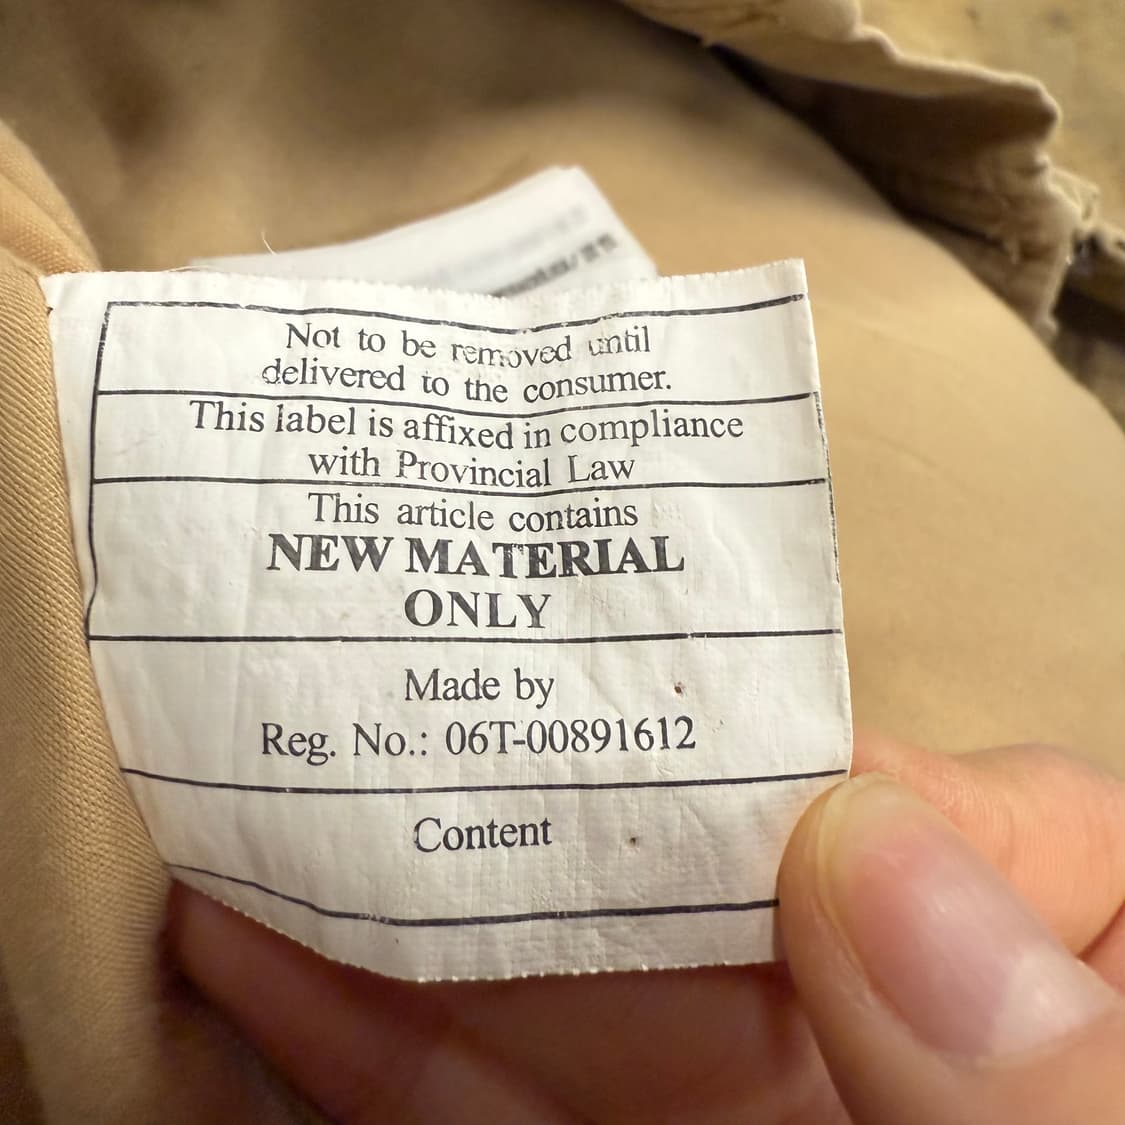 Not to be removed until
delivered to the consumer.
This label is affixed in compliance
with Provincial Law
This article contains
NEW MATERIAL
ONLY
Made by
Reg. No.: 06T-00891612
Content